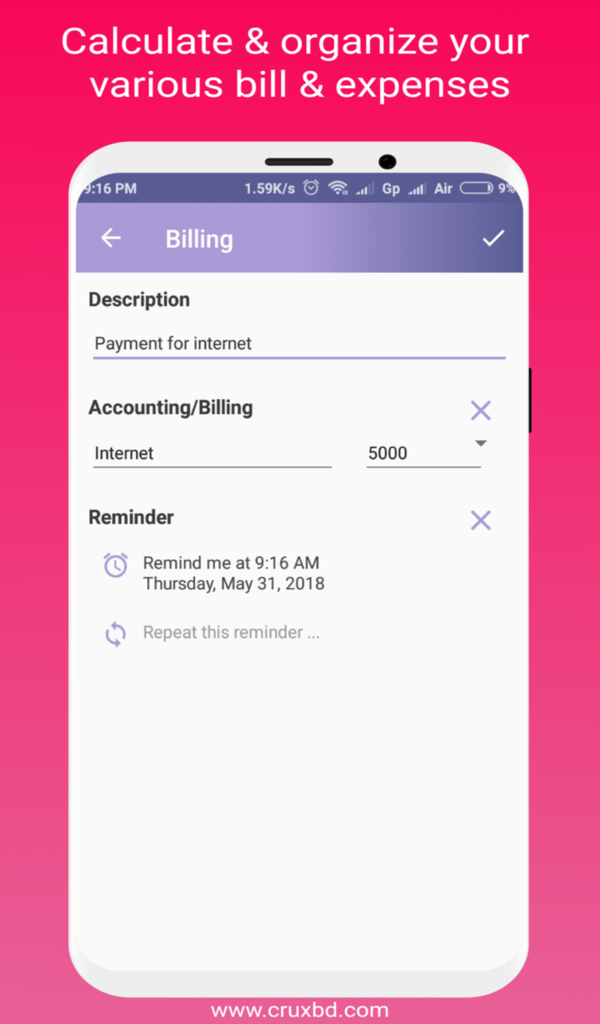 Calculate & organize your
various bill & expenses
9:16 PM 1.59K/s Gp Air 9%
Billing
Description
Payment for internet
Accounting/Billing
Internet 5000
Reminder
Remind me at 9:16 AM
Thursday, May 31, 2018
Repeat this reminder ...
www.cruxbd.com